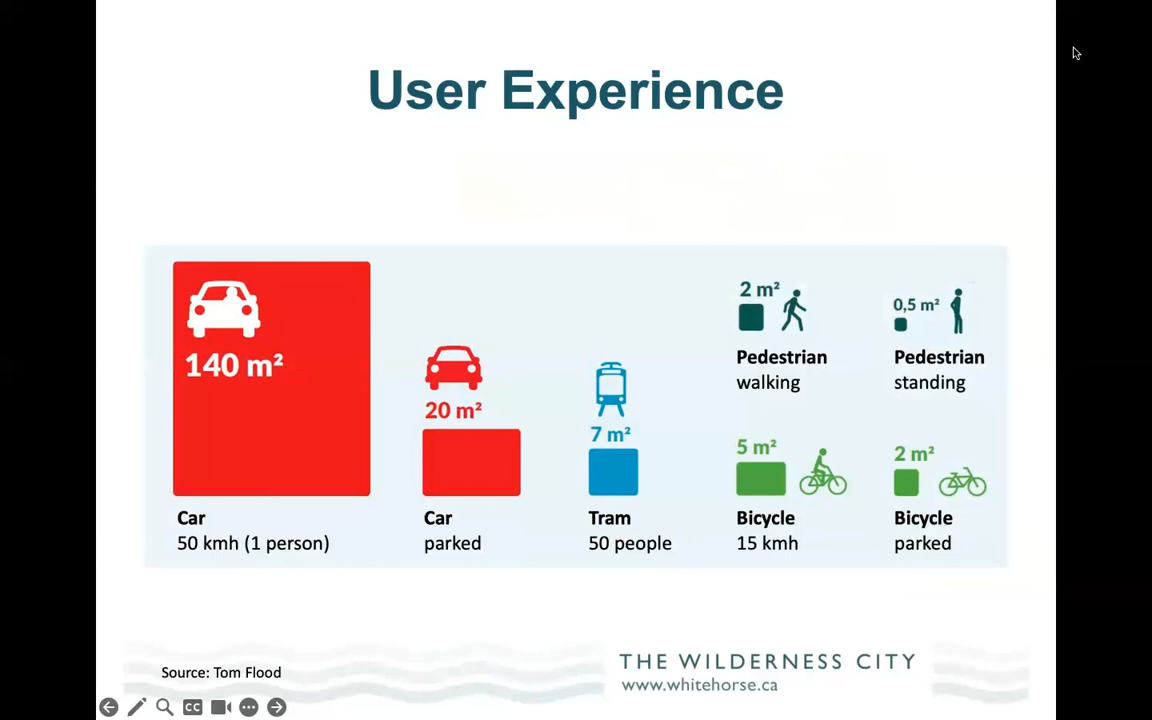 User Experience
140 m²
Car
50 kmh (1 person)
20 m²
Car
parked
7 m²
Tram
50 people
2 m²
Pedestrian
walking
0,5 m²
Pedestrian
standing
5 m²
Bicycle
15 kmh
2 m²
Bicycle
parked
Source: Tom Flood
THE WILDERNESS CITY
www.whitehorse.ca
CC